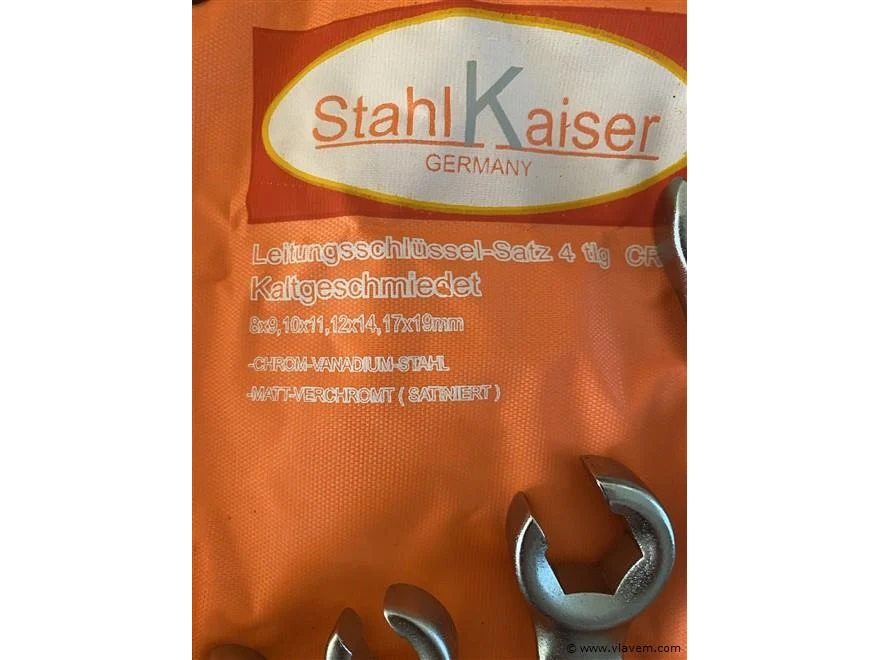 StahlKaiser
GERMANY
Leitungsschlüssel-Satz 4 tlg CR
Kaltgeschmiedet
8x9,10x11,12x14,17x19mm
-CHROM-VANADIUM-STAHL
-MATT-VERCHROMT ( SATINIERT )
© www.vlavem.com